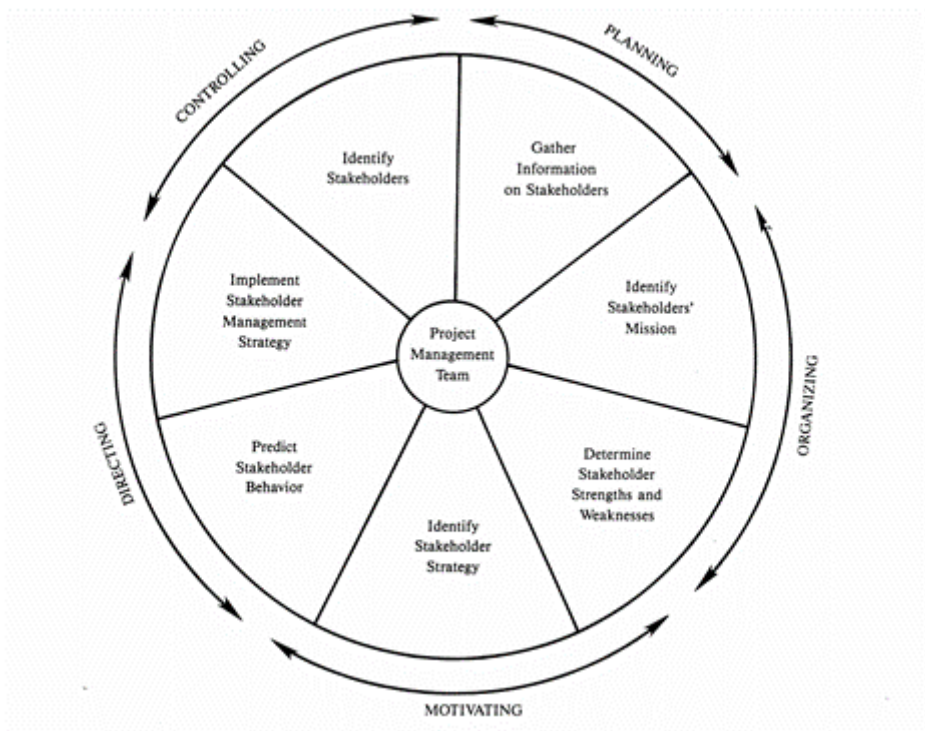 CONTROLLING
PLANNING
Identify
Stakeholders
Gather
Information
on Stakeholders
Implement
Stakeholder
Management
Strategy
Identify
Stakeholders'
Mission
Project
Management
Team
ORGANIZING
DIRECTING
Predict
Stakeholder
Behavior
Determine
Stakeholder
Strengths and
Weaknesses
Identify
Stakeholder
Strategy
MOTIVATING